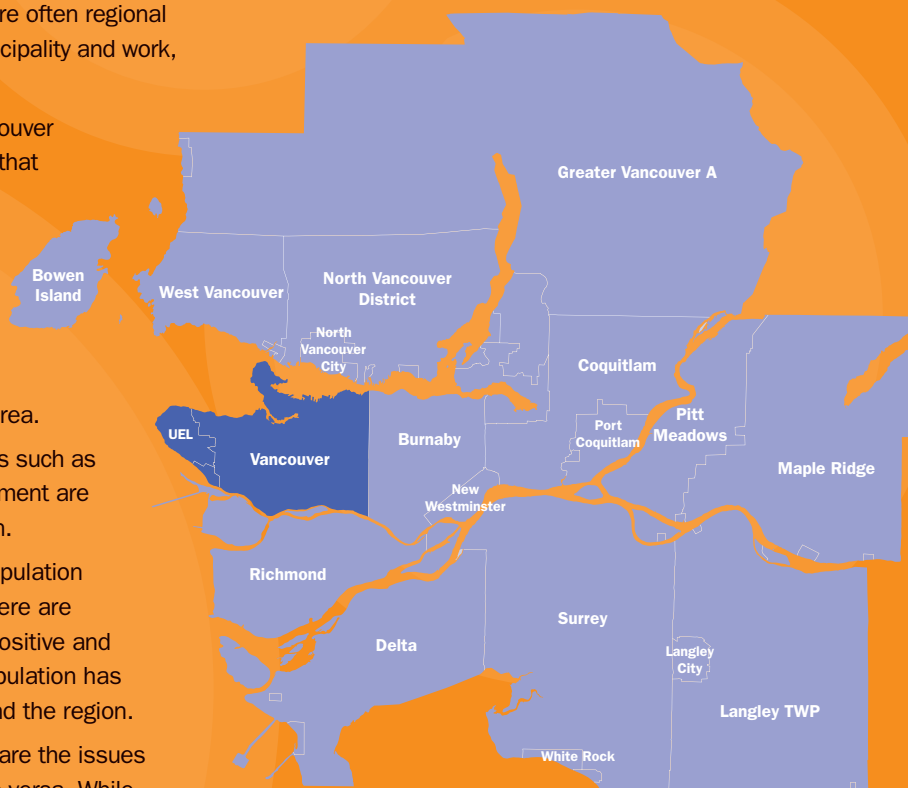 re often regional
cipality and work,
ouver
that
rea.
s such as
ment are
n.
pulation
ere are
ositive and
pulation has
nd the region.
are the issues
versa. While
Greater Vancouver A
Bowen
Island
West Vancouver
North Vancouver
District
North
Vancouver
City
Coquitlam
Port
Coquitlam
Pitt
Meadows
UEL
Vancouver
Burnaby
Maple Ridge
New
Westminster
Richmond
Surrey
Delta
Langley
City
Langley TWP
White Rock